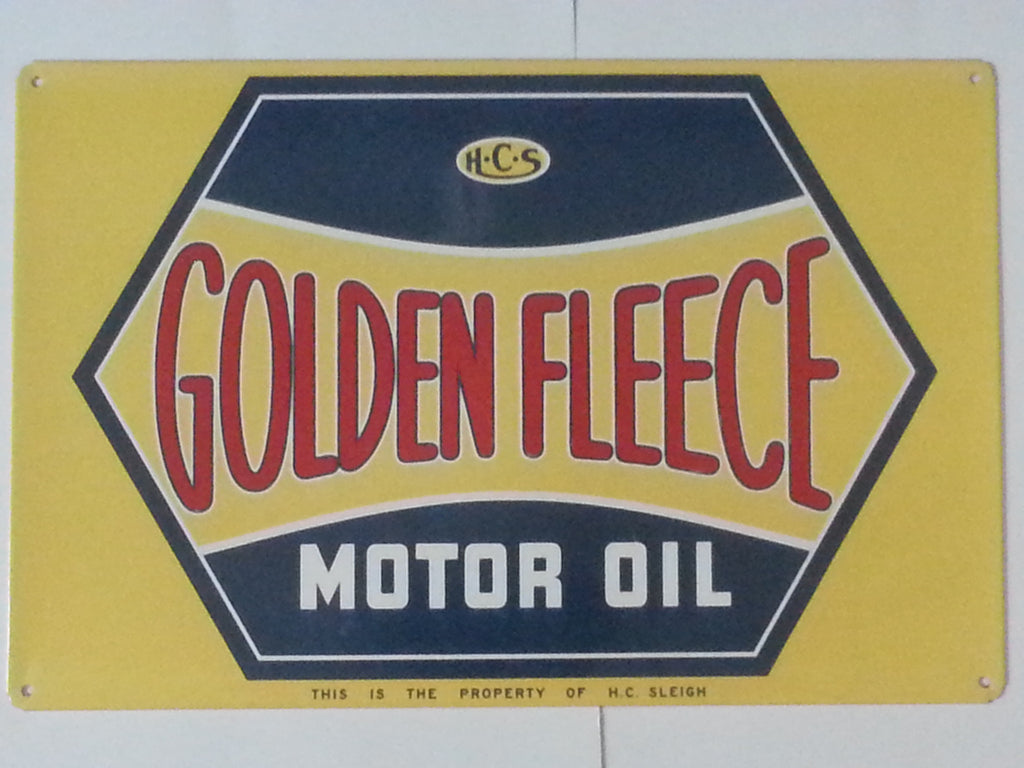 H·C·S
GOLDEN FLEECE
MOTOR OIL
THIS IS THE PROPERTY OF H.C. SLEIGH